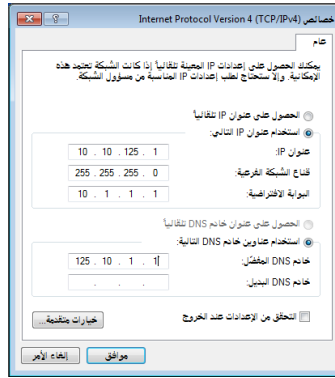 خصائص Internet Protocol Version 4 (TCP/IPv4)
عام
يمكنك الحصول على إعدادات IP المعينة تلقائياً إذا كانت الشبكة تعتمد هذه
الإمكانية. وإلا ستحتاج لطلب إعدادات IP المناسبة من مسؤول الشبكة.
الحصول على عنوان IP تلقائياً
استخدام عنوان IP التالي:
عنوان IP: 10 . 10 . 125 . 1
قناع الشبكة الفرعية: 255 . 255 . 255 . 0
البوابة الافتراضية: 10 . 1 . 1 . 1
الحصول على عنوان خادم DNS تلقائياً
استخدام عناوين خادم DNS التالية:
خادم DNS المفضّل: 125 . 10 . 1 . 1
خادم DNS البديل: . . .
التحقق من الإعدادات عند الخروج
خيارات متقدمة...
موافق
إلغاء الأمر